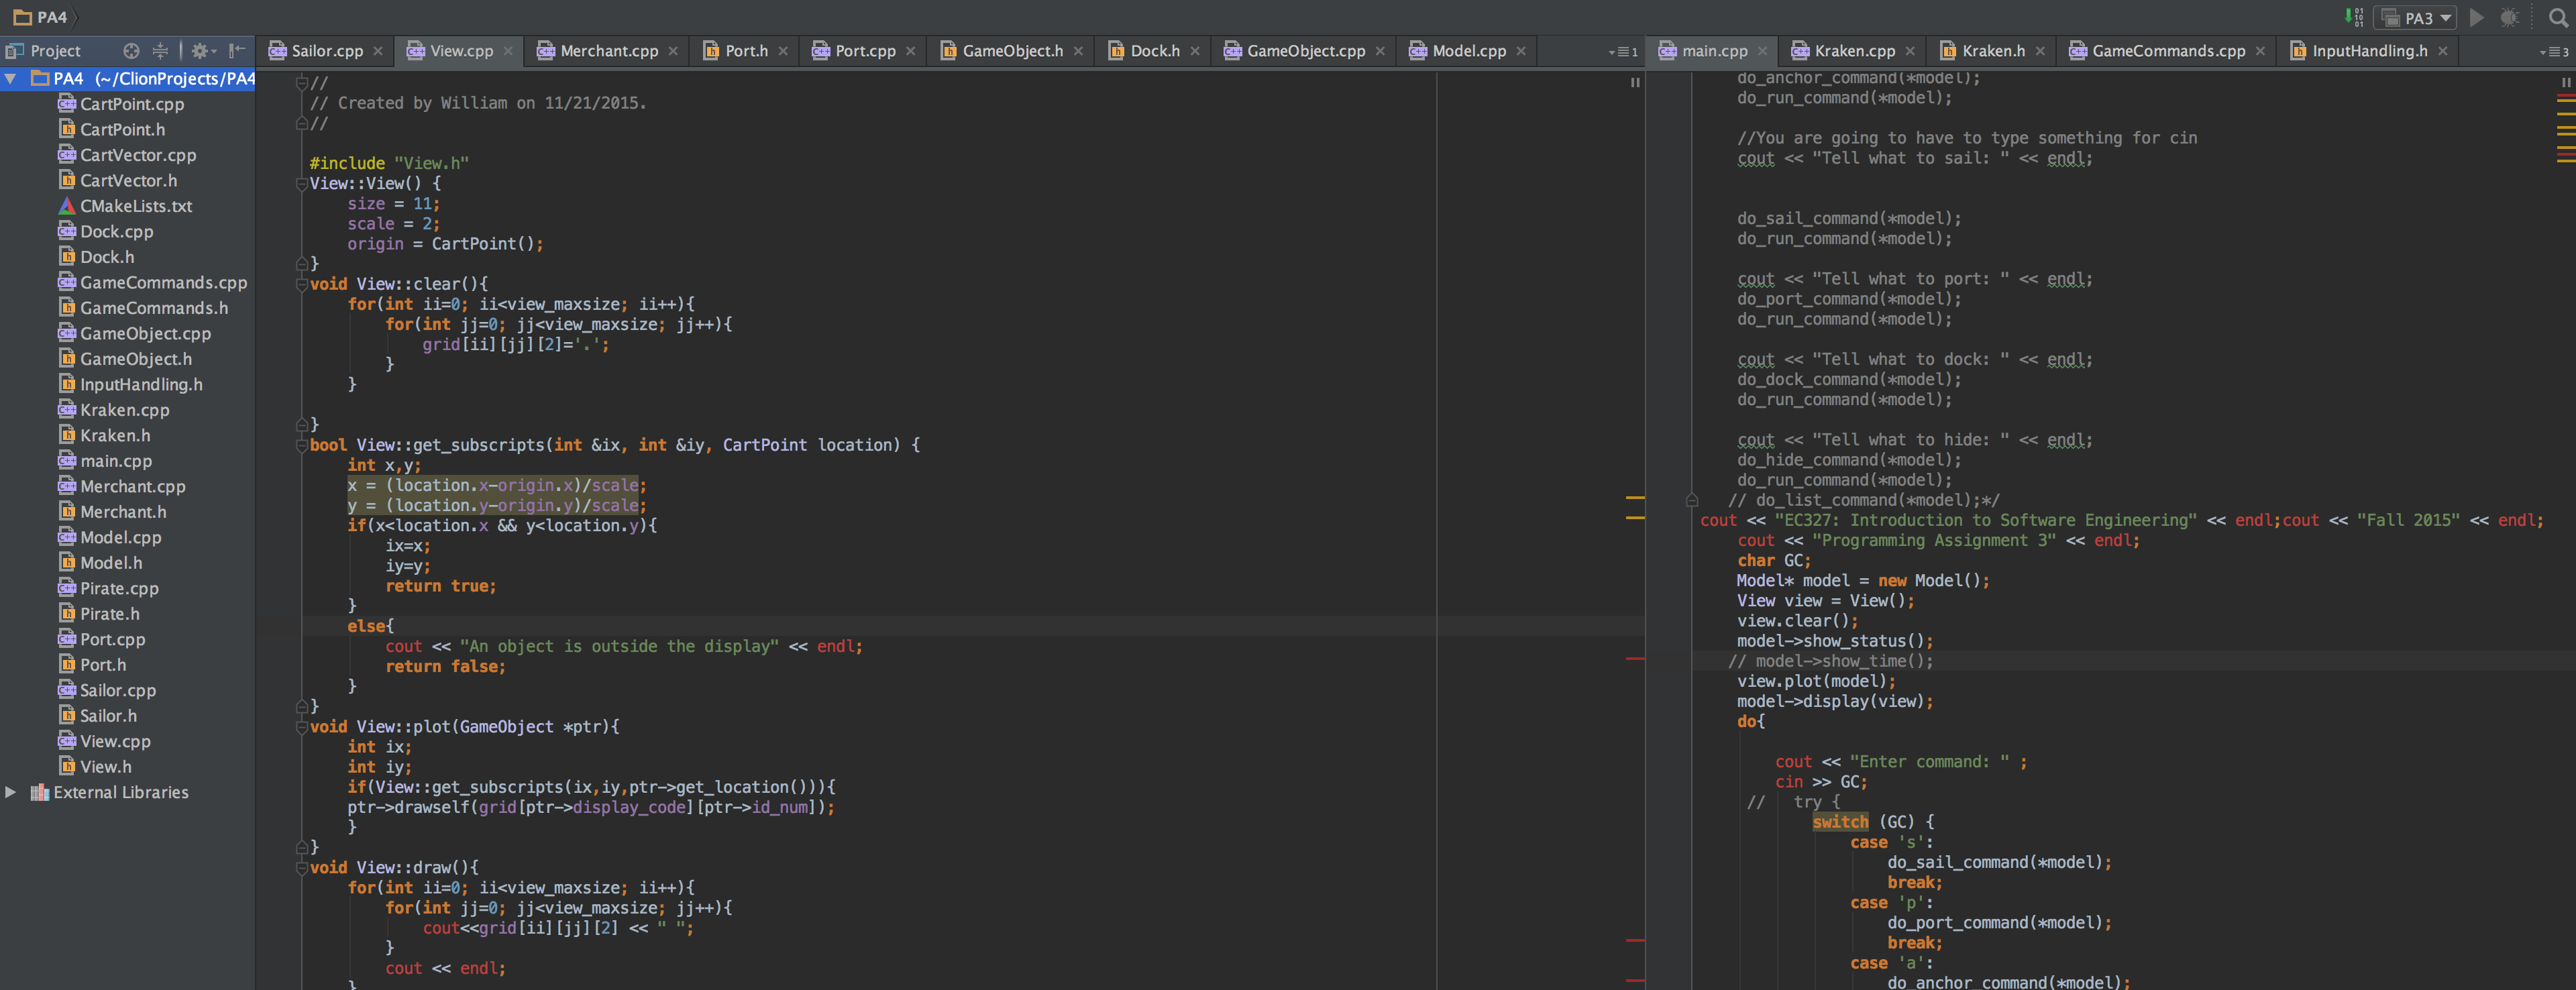 PA4
PA3
Project
Sailor.cpp
View.cpp
Merchant.cpp
Port.h
Port.cpp
GameObject.h
Dock.h
GameObject.cpp
Model.cpp
1
main.cpp
Kraken.cpp
Kraken.h
GameCommands.cpp
InputHandling.h
3
PA4 (~/ClionProjects/PA4
CartPoint.cpp
CartPoint.h
CartVector.cpp
CartVector.h
CMakeLists.txt
Dock.cpp
Dock.h
GameCommands.cpp
GameCommands.h
GameObject.cpp
GameObject.h
InputHandling.h
Kraken.cpp
Kraken.h
main.cpp
Merchant.cpp
Merchant.h
Model.cpp
Model.h
Pirate.cpp
Pirate.h
Port.cpp
Port.h
Sailor.cpp
Sailor.h
View.cpp
View.h
External Libraries
//
// Created by William on 11/21/2015.
//
#include "View.h"
View::View() {
size = 11;
scale = 2;
origin = CartPoint();
}
void View::clear(){
for(int ii=0; ii<view_maxsize; ii++){
for(int jj=0; jj<view_maxsize; jj++){
grid[ii][jj][2]='.';
}
}
}
bool View::get_subscripts(int &ix, int &iy, CartPoint location) {
int x,y;
x = (location.x-origin.x)/scale;
y = (location.y-origin.y)/scale;
if(x<location.x && y<location.y){
ix=x;
iy=y;
return true;
}
else{
cout << "An object is outside the display" << endl;
return false;
}
}
void View::plot(GameObject *ptr){
int ix;
int iy;
if(View::get_subscripts(ix,iy,ptr->get_location())){
ptr->drawself(grid[ptr->display_code][ptr->id_num]);
}
}
void View::draw(){
for(int ii=0; ii<view_maxsize; ii++){
for(int jj=0; jj<view_maxsize; jj++){
cout<<grid[ii][jj][2] << " ";
}
cout << endl;
}
do_anchor_command(*model);
do_run_command(*model);
//You are going to have to type something for cin
cout << "Tell what to sail: " << endl;
do_sail_command(*model);
do_run_command(*model);
cout << "Tell what to port: " << endl;
do_port_command(*model);
do_run_command(*model);
cout << "Tell what to dock: " << endl;
do_dock_command(*model);
do_run_command(*model);
cout << "Tell what to hide: " << endl;
do_hide_command(*model);
do_run_command(*model);
// do_list_command(*model);*/
cout << "EC327: Introduction to Software Engineering" << endl;cout << "Fall 2015" << endl;
cout << "Programming Assignment 3" << endl;
char GC;
Model* model = new Model();
View view = View();
view.clear();
model->show_status();
// model->show_time();
view.plot(model);
model->display(view);
do{
cout << "Enter command: " ;
cin >> GC;
// try {
switch (GC) {
case 's':
do_sail_command(*model);
break;
case 'p':
do_port_command(*model);
break;
case 'a':
do_anchor_command(*model);